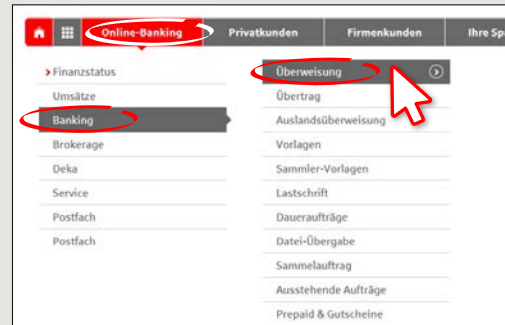 Online-Banking Privatkunden Firmenkunden Ihre Sp
Finanzstatus
Umsätze
Banking
Brokerage
Deka
Service
Postfach
Postfach
Überweisung
Übertrag
Auslandsüberweisung
Vorlagen
Sammler-Vorlagen
Lastschrift
Daueraufträge
Datei-Übergabe
Sammelauftrag
Ausstehende Aufträge
Prepaid & Gutscheine